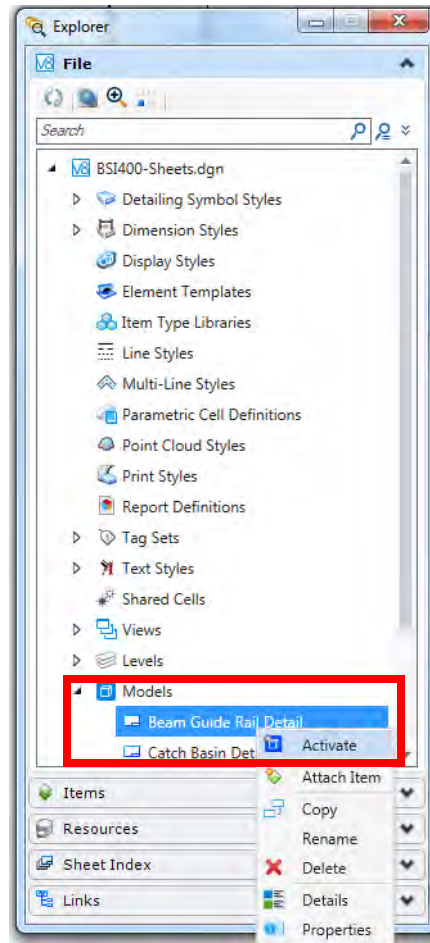 Explorer
File
Search
BSI400-Sheets.dgn
Detailing Symbol Styles
Dimension Styles
Display Styles
Element Templates
Item Type Libraries
Line Styles
Multi-Line Styles
Parametric Cell Definitions
Point Cloud Styles
Print Styles
Report Definitions
Tag Sets
Text Styles
Shared Cells
Views
Levels
Models
Beam Guide Rail Detail
Activate
Catch Basin Det
Attach Item
Items
Copy
Resources
Rename
Sheet Index
Delete
Links
Details
Properties